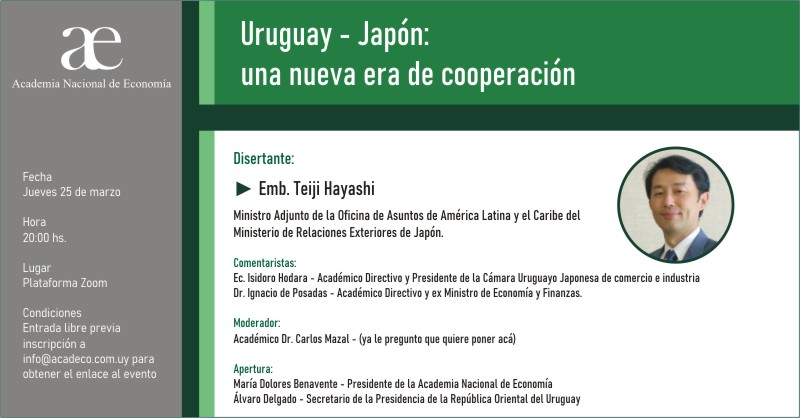 ae
Academia Nacional de Economía
Fecha
Jueves 25 de marzo
Hora
20:00 hs.
Lugar
Plataforma Zoom
Condiciones
Entrada libre previa
inscripción a
info@acadeco.com.uy para
obtener el enlace al evento
Uruguay - Japón:
una nueva era de cooperación
Disertante:
Emb. Teiji Hayashi
Ministro Adjunto de la Oficina de Asuntos de América Latina y el Caribe del
Ministerio de Relaciones Exteriores de Japón.
Comentaristas:
Ec. Isidoro Hodara - Académico Directivo y Presidente de la Cámara Uruguayo Japonesa de comercio e industria
Dr. Ignacio de Posadas - Académico Directivo y ex Ministro de Economía y Finanzas.
Moderador:
Académico Dr. Carlos Mazal - (ya le pregunto que quiere poner acá)
Apertura:
María Dolores Benavente - Presidente de la Academia Nacional de Economía
Álvaro Delgado - Secretario de la Presidencia de la República Oriental del Uruguay